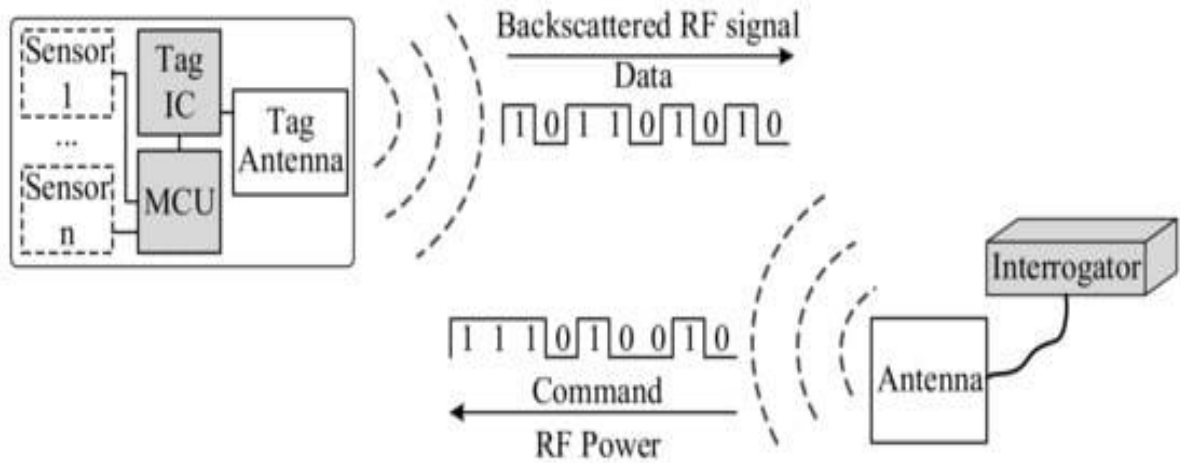 Sensor
1
...
Sensor
n
Tag
IC
MCU
Tag
Antenna
Backscattered RF signal
Data
1 0 1 1 0 1 0 1 0
Interrogator
Antenna
1 1 1 0 1 0 0 1 0
Command
RF Power